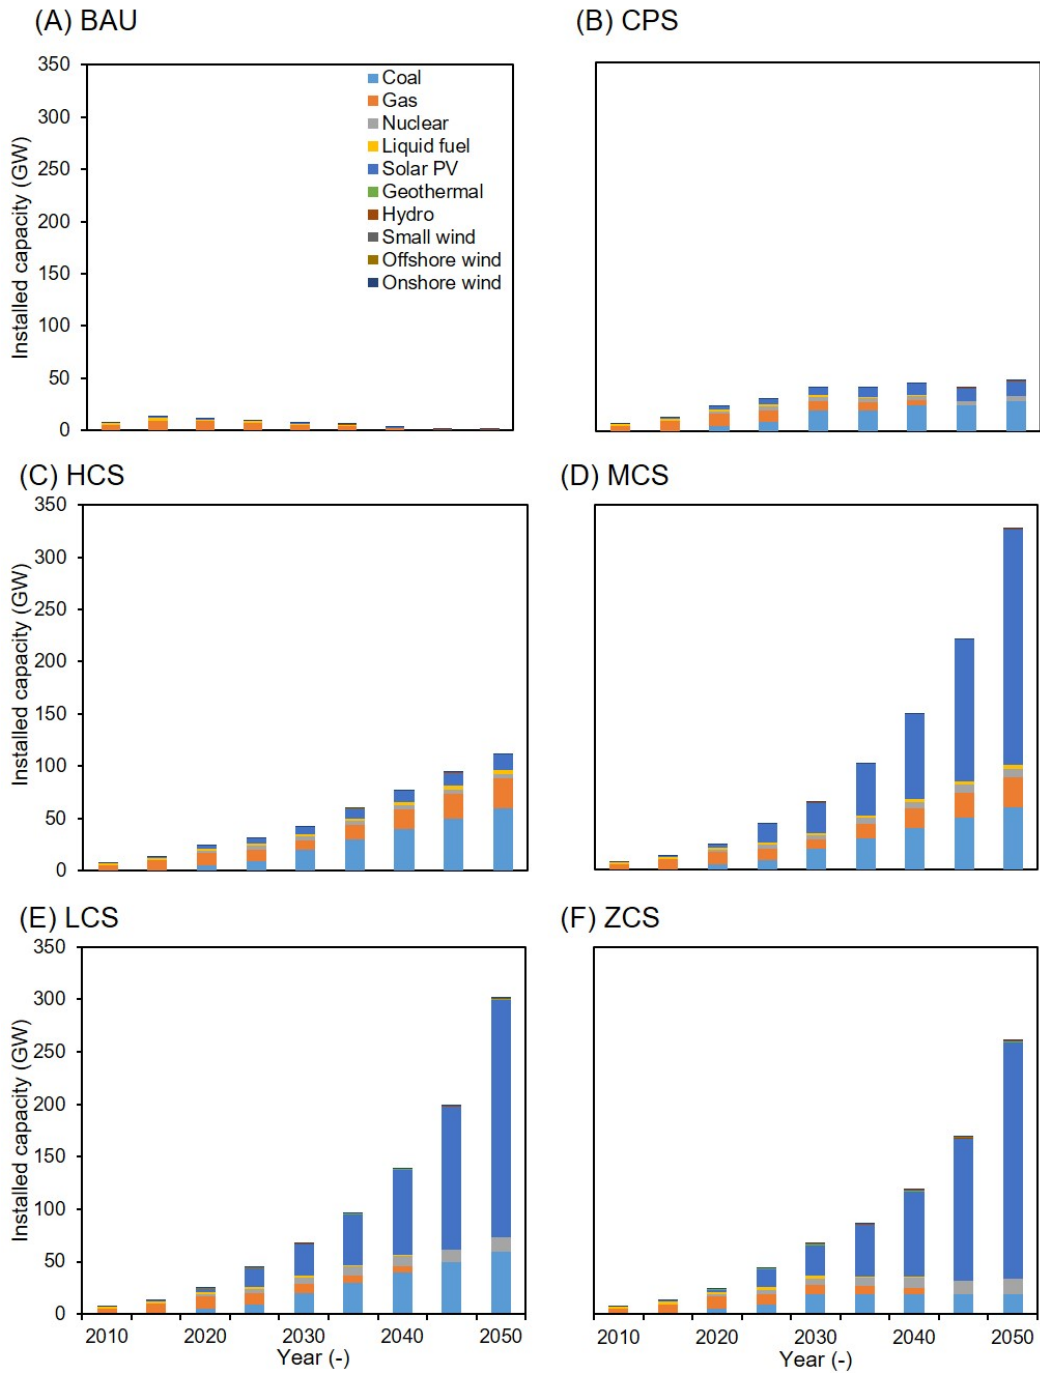 (A) BAU
(B) CPS
350
300
250
200
150
100
50
0
Installed capacity (GW)
Coal
Gas
Nuclear
Liquid fuel
Solar PV
Geothermal
Hydro
Small wind
Offshore wind
Onshore wind
(C) HCS
(D) MCS
350
300
250
200
150
100
50
0
Installed capacity (GW)
(E) LCS
(F) ZCS
350
300
250
200
150
100
50
0
Installed capacity (GW)
2010 2020 2030 2040 2050
2010 2020 2030 2040 2050
Year (-)
Year (-)